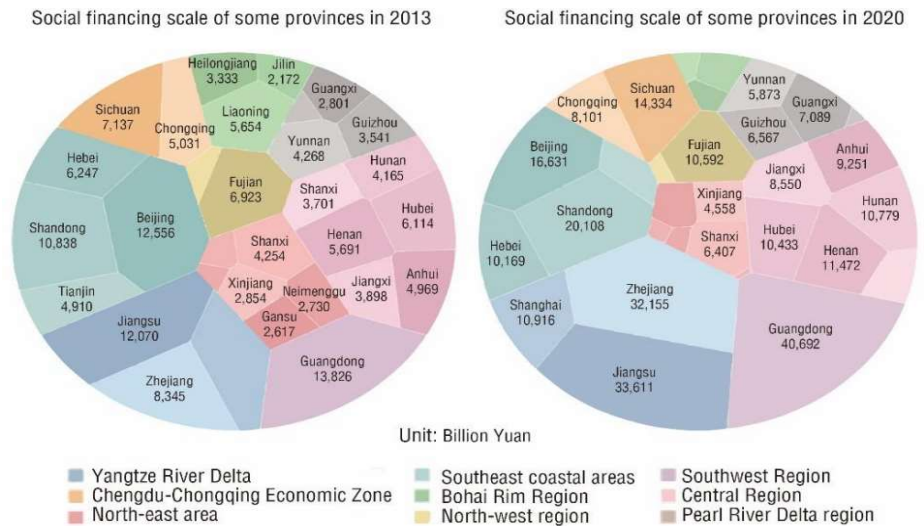 Social financing scale of some provinces in 2013
Social financing scale of some provinces in 2020
Heilongjiang
3,333
Jilin
2,172
Guangxi
2,801
Sichuan
7,137
Chongqing
5,031
Liaoning
5,654
Guizhou
3,541
Yunnan
4,268
Hebei
6,247
Hunan
4,165
Fujian
6,923
Shanxi
3,701
Beijing
12,556
Shandong
10,838
Hubei
6,114
Henan
5,691
Shanxi
4,254
Tianjin
4,910
Xinjiang
2,854
Neimenggu
2,730
Jiangxi
3,898
Anhui
4,969
Gansu
2,617
Jiangsu
12,070
Guangdong
13,826
Zhejiang
8,345
Yunnan
5,873
Sichuan
14,334
Chongqing
8,101
Guangxi
7,089
Guizhou
6,567
Beijing
16,631
Fujian
10,592
Anhui
9,251
Jiangxi
8,550
Xinjiang
4,558
Hunan
10,779
Shandong
20,108
Hubei
10,433
Shanxi
6,407
Hebei
10,169
Henan
11,472
Zhejiang
32,155
Shanghai
10,916
Guangdong
40,692
Jiangsu
33,611
Unit: Billion Yuan
Yangtze River Delta
Southeast coastal areas
Southwest Region
Chengdu-Chongqing Economic Zone
Bohai Rim Region
Central Region
North-east area
North-west region
Pearl River Delta region